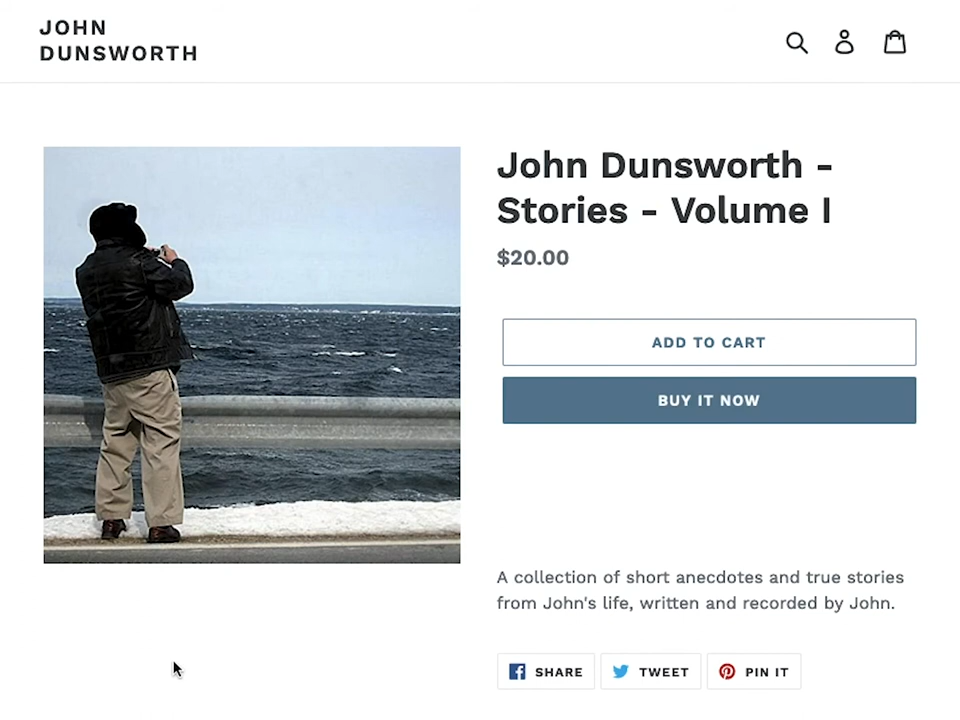 JOHN
DUNSWORTH
John Dunsworth -
Stories - Volume I
$20.00
ADD TO CART
BUY IT NOW
A collection of short anecdotes and true stories
from John's life, written and recorded by John.
SHARE
TWEET
PIN IT